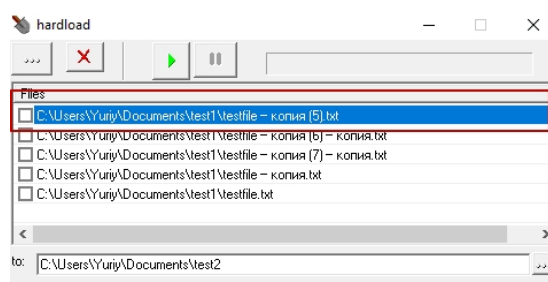 hardload
...
Files
C:\Users\Yuriy\Documents\test1\testfile – копия (5).txt
C:\Users\Yuriy\Documents\test1\testfile – копия (6) – копия.txt
C:\Users\Yuriy\Documents\test1\testfile – копия (7) – копия.txt
C:\Users\Yuriy\Documents\test1\testfile – копия.txt
C:\Users\Yuriy\Documents\test1\testfile.txt
to: C:\Users\Yuriy\Documents\test2 ...